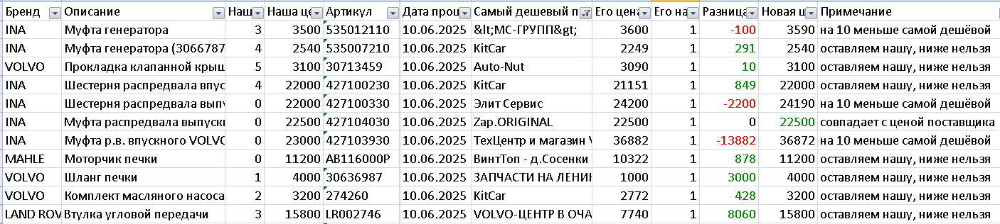 Бренд Описание Наш Наша це Артикул Дата прои Самый дешевый п Его цена Его на Разница Новая ц Примечание
INA Муфта генератора 3 3500 535012110 10.06.2025 &lt;МС-ГРУПП&gt; 3600 1 -100 3590 на 10 меньше самой дешёвой
INA Муфта генератора (3066787 4 2540 535007210 10.06.2025 KitCar 2249 1 291 2540 оставляем нашу, ниже нельзя
VOLVO Прокладка клапанной крыш 5 3100 30713459 10.06.2025 Auto-Nut 3090 1 10 3100 оставляем нашу, ниже нельзя
INA Шестерня распредвала впус 4 22000 427100230 10.06.2025 KitCar 21151 1 849 22000 оставляем нашу, ниже нельзя
INA Шестерня распредвала вып 0 22000 427100330 10.06.2025 Элит Сервис 24200 1 -2200 24190 на 10 меньше самой дешёвой
INA Муфта распредвала выпуск 0 22500 427104030 10.06.2025 Zap.ORIGINAL 22500 1 0 22500 совпадает с ценой поставщика
INA Муфта р.в. впускного VOLVO 0 23000 427103930 10.06.2025 ТехЦентр и магазин V 36882 1 -13882 36872 на 10 меньше самой дешёвой
MAHLE Моторчик печки 0 11200 AB116000P 10.06.2025 ВинтТоп - д.Сосенки 10322 1 878 11200 оставляем нашу, ниже нельзя
VOLVO Шланг печки 1 4000 30636987 10.06.2025 ЗАПЧАСТИ НА ЛЕНИН 1000 1 3000 4000 оставляем нашу, ниже нельзя
VOLVO Комплект масляного насоса 2 3200 274260 10.06.2025 KitCar 2772 1 428 3200 оставляем нашу, ниже нельзя
LAND ROV Втулка угловой передачи 3 15800 LR002746 10.06.2025 VOLVO-ЦЕНТР В ОЧА 7740 1 8060 15800 оставляем нашу, ниже нельзя